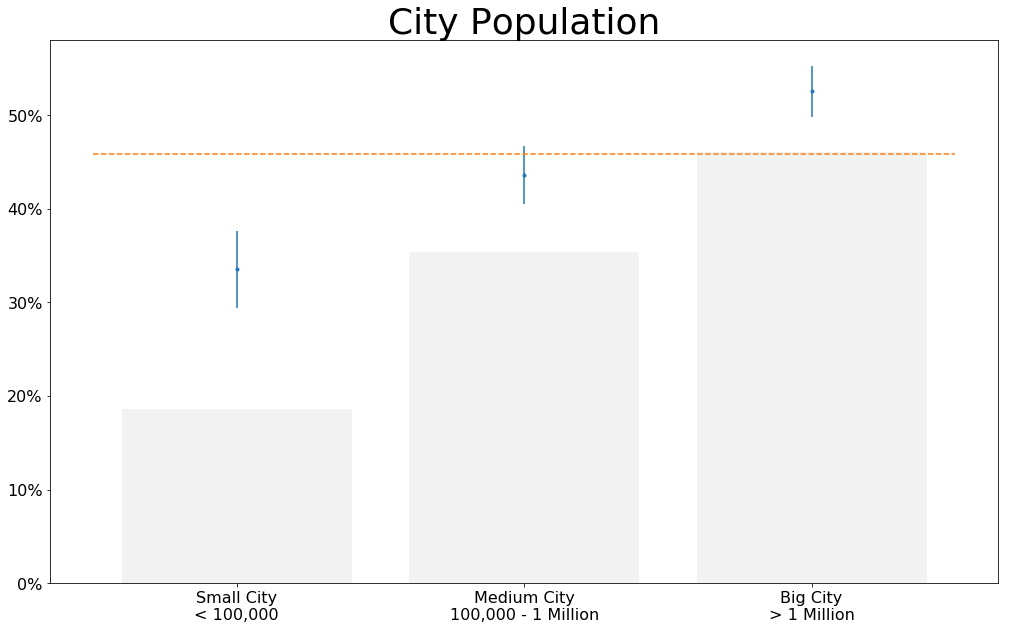 City Population
50%
40%
30%
20%
10%
0%
Small City
< 100,000
Medium City
100,000 - 1 Million
Big City
> 1 Million